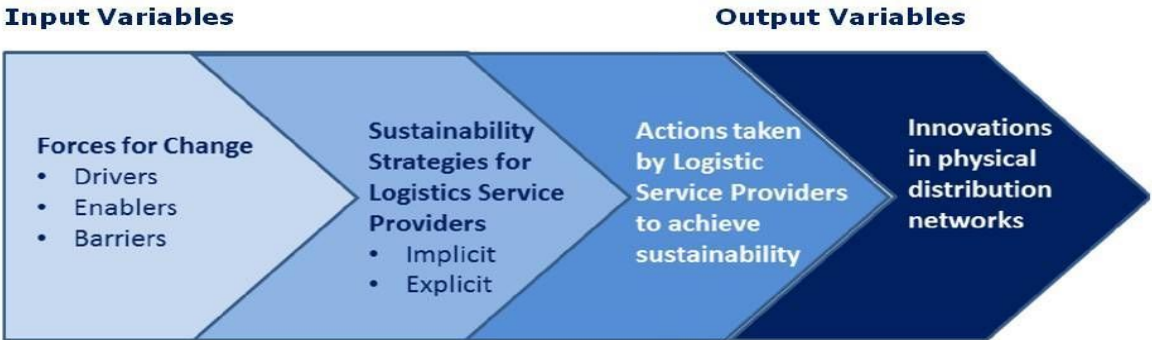 Input Variables
Output Variables
Forces for Change
• Drivers
• Enablers
• Barriers
Sustainability
Strategies for
Logistics Service
Providers
• Implicit
• Explicit
Actions taken
by Logistic
Service Providers
to achieve
sustainability
Innovations
in physical
distribution
networks